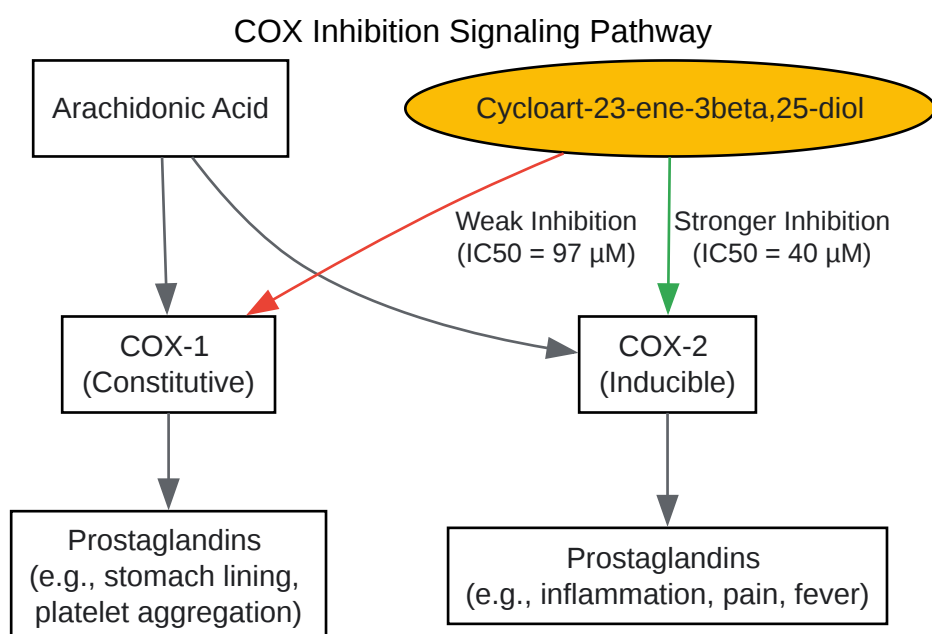 COX Inhibition Signaling Pathway
Arachidonic Acid
Cycloart-23-ene-3beta,25-diol
Weak Inhibition
(IC50 = 97 µM)
Stronger Inhibition
(IC50 = 40 µM)
COX-1
(Constitutive)
COX-2
(Inducible)
Prostaglandins
(e.g., stomach lining,
platelet aggregation)
Prostaglandins
(e.g., inflammation, pain, fever)